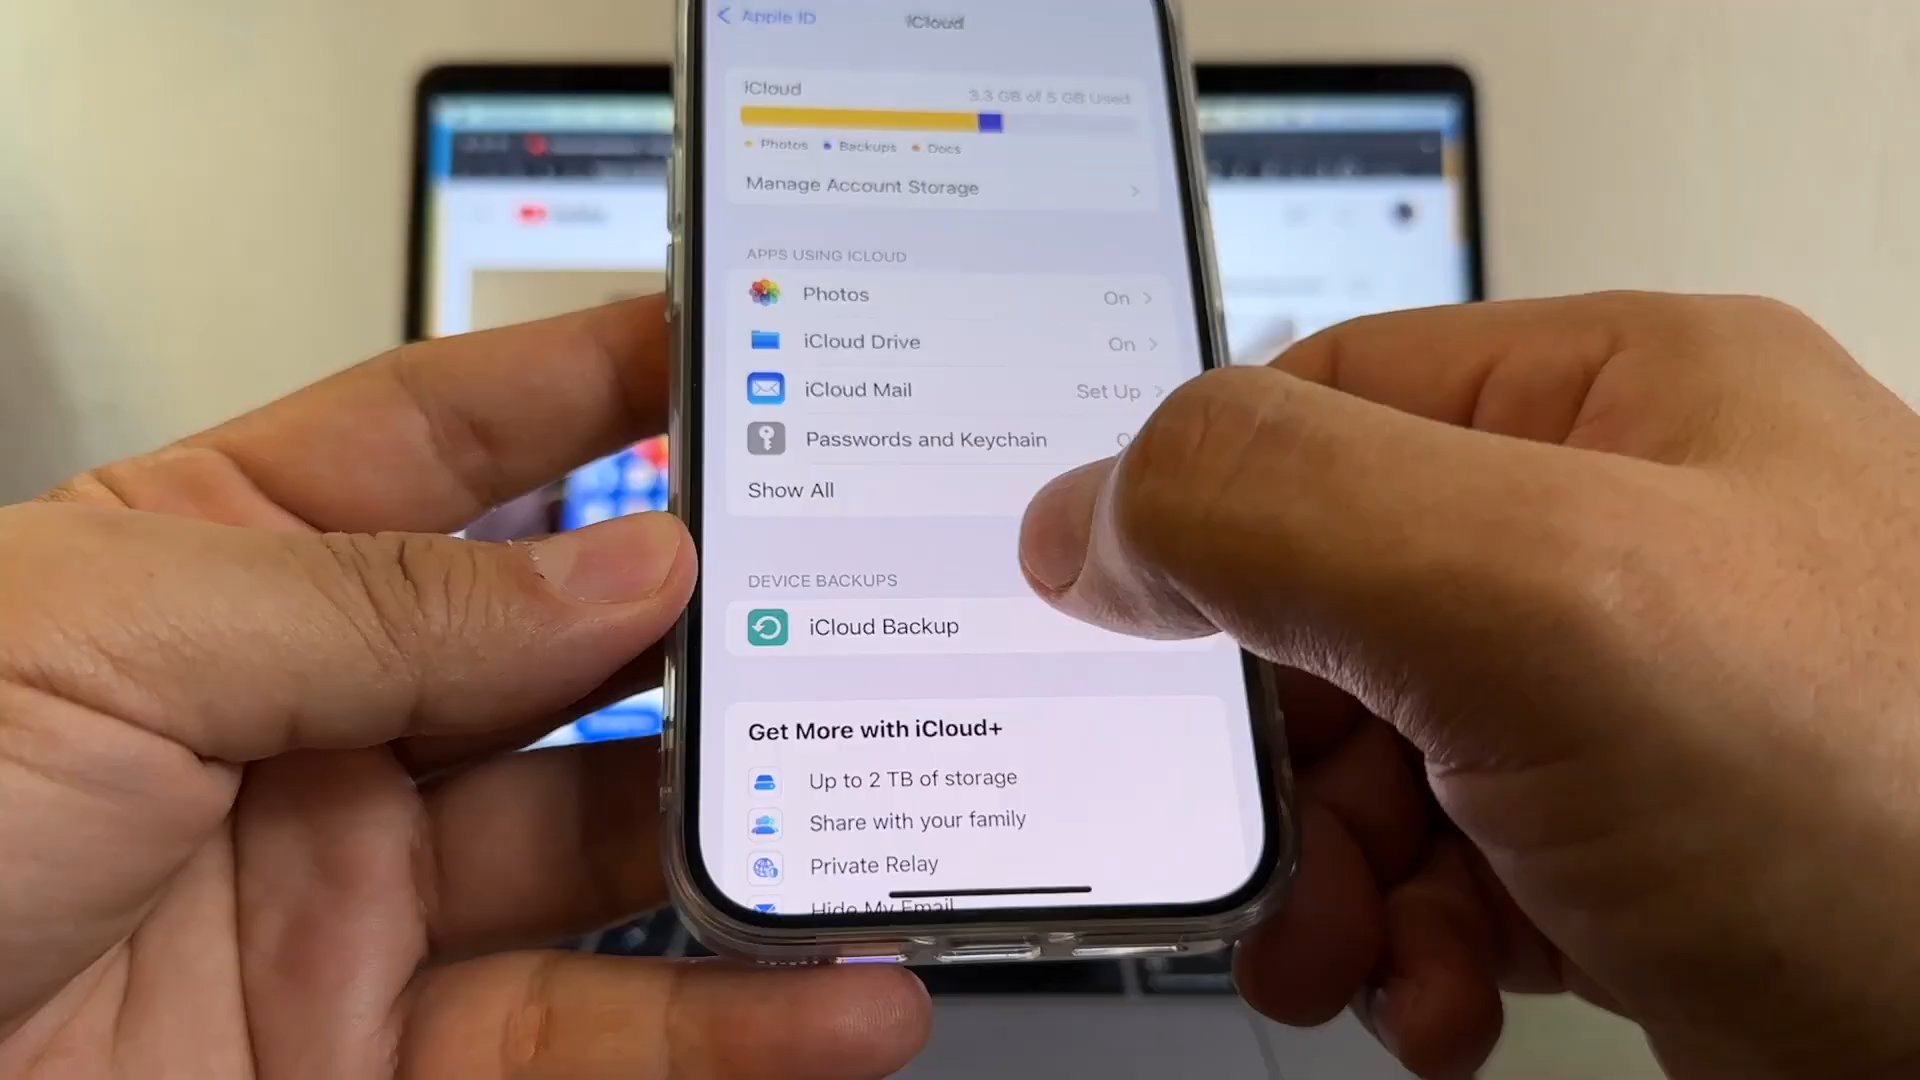 Apple ID
iCloud
iCloud
3.3 GB of 5 GB Used
Photos
Backups
Docs
Manage Account Storage
APPS USING ICLOUD
Photos
On
iCloud Drive
On
iCloud Mail
Set Up
Passwords and Keychain
Show All
DEVICE BACKUPS
iCloud Backup
Get More with iCloud+
Up to 2 TB of storage
Share with your family
Private Relay
Hide My Email